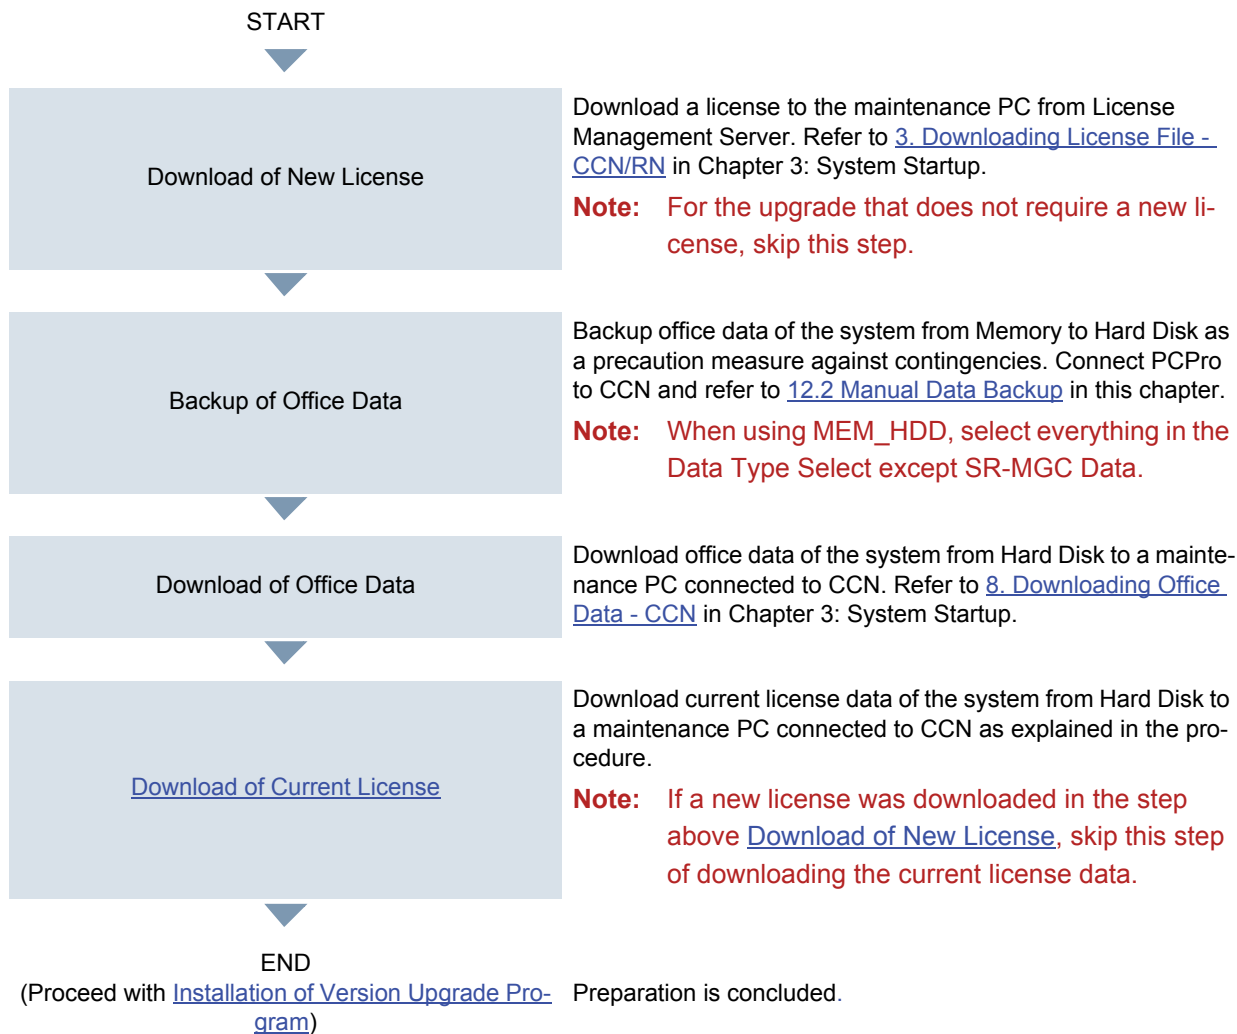 START
Download of New License
Download a license to the maintenance PC from License
Management Server. Refer to 3. Downloading License File -
CCN/RN in Chapter 3: System Startup.
Note: For the upgrade that does not require a new li-
cense, skip this step.
Backup of Office Data
Backup office data of the system from Memory to Hard Disk as
a precaution measure against contingencies. Connect PCPro
to CCN and refer to 12.2 Manual Data Backup in this chapter.
Note: When using MEM_HDD, select everything in the
Data Type Select except SR-MGC Data.
Download of Office Data
Download office data of the system from Hard Disk to a mainte-
nance PC connected to CCN. Refer to 8. Downloading Office
Data - CCN in Chapter 3: System Startup.
Download of Current License
Download current license data of the system from Hard Disk to
a maintenance PC connected to CCN as explained in the pro-
cedure.
Note: If a new license was downloaded in the step
above Download of New License, skip this step
of downloading the current license data.
END
(Proceed with Installation of Version Upgrade Pro-
gram)
Preparation is concluded.